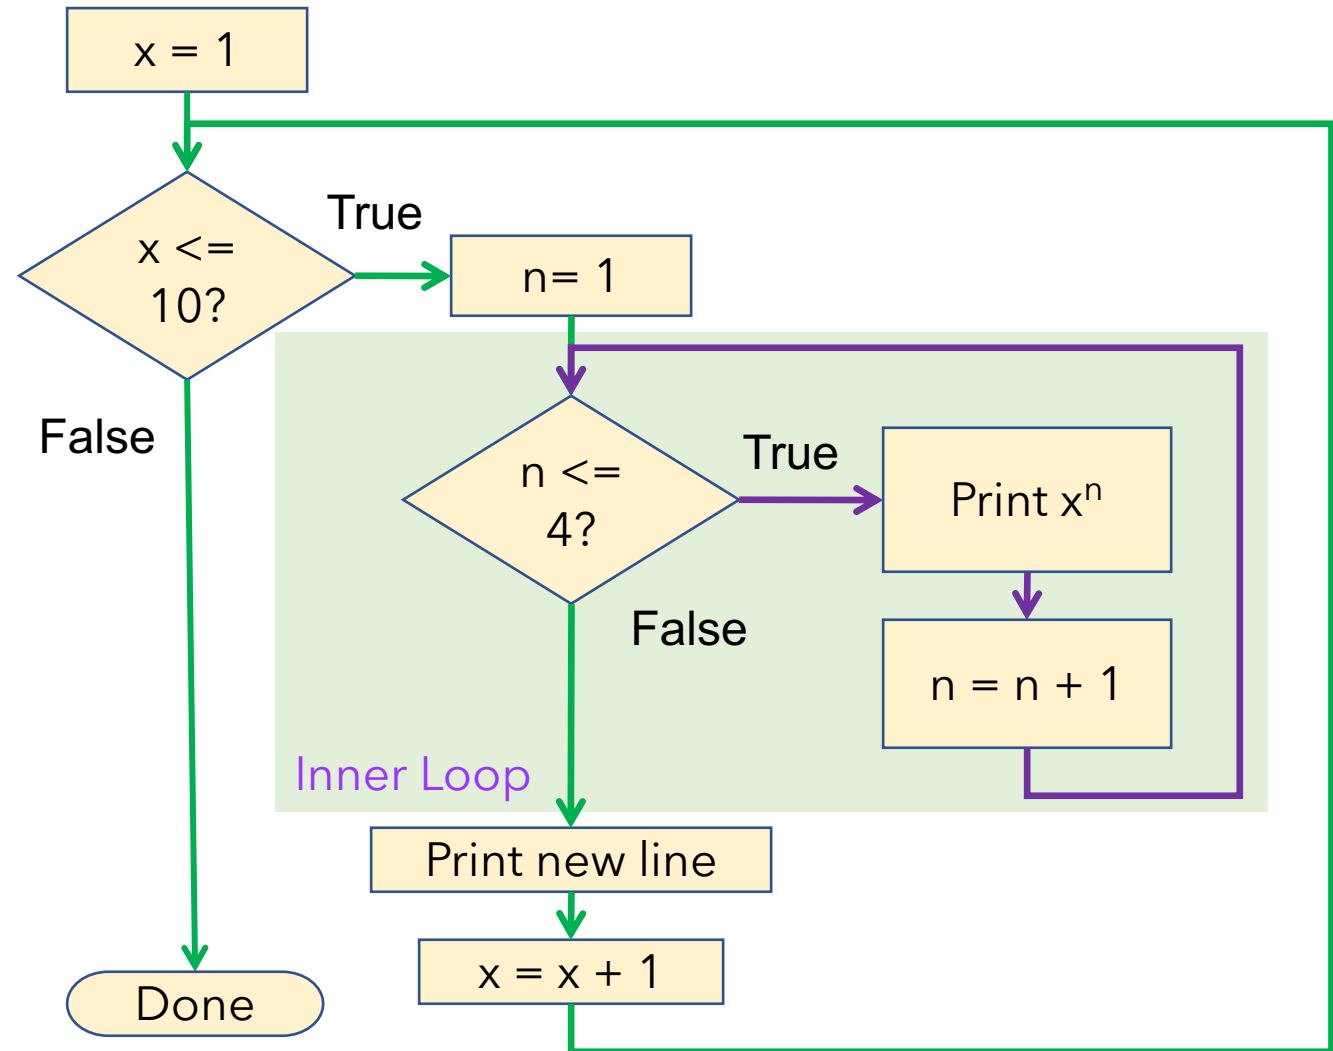 x = 1
True
x <=
10?
n= 1
False
n <=
4?
True
Print xⁿ
False
n = n + 1
Inner Loop
Print new line
x = x + 1
Done